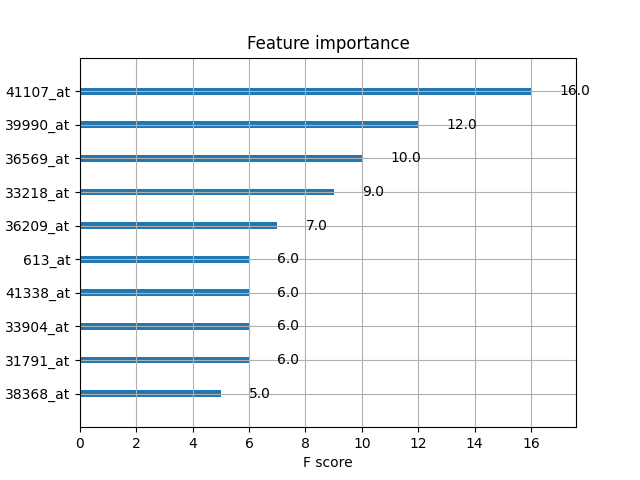 Feature importance
41107_at 16.0
39990_at 12.0
36569_at 10.0
33218_at 9.0
36209_at 7.0
613_at 6.0
41338_at 6.0
33904_at 6.0
31791_at 6.0
38368_at 5.0
0 2 4 6 8 10 12 14 16
F score